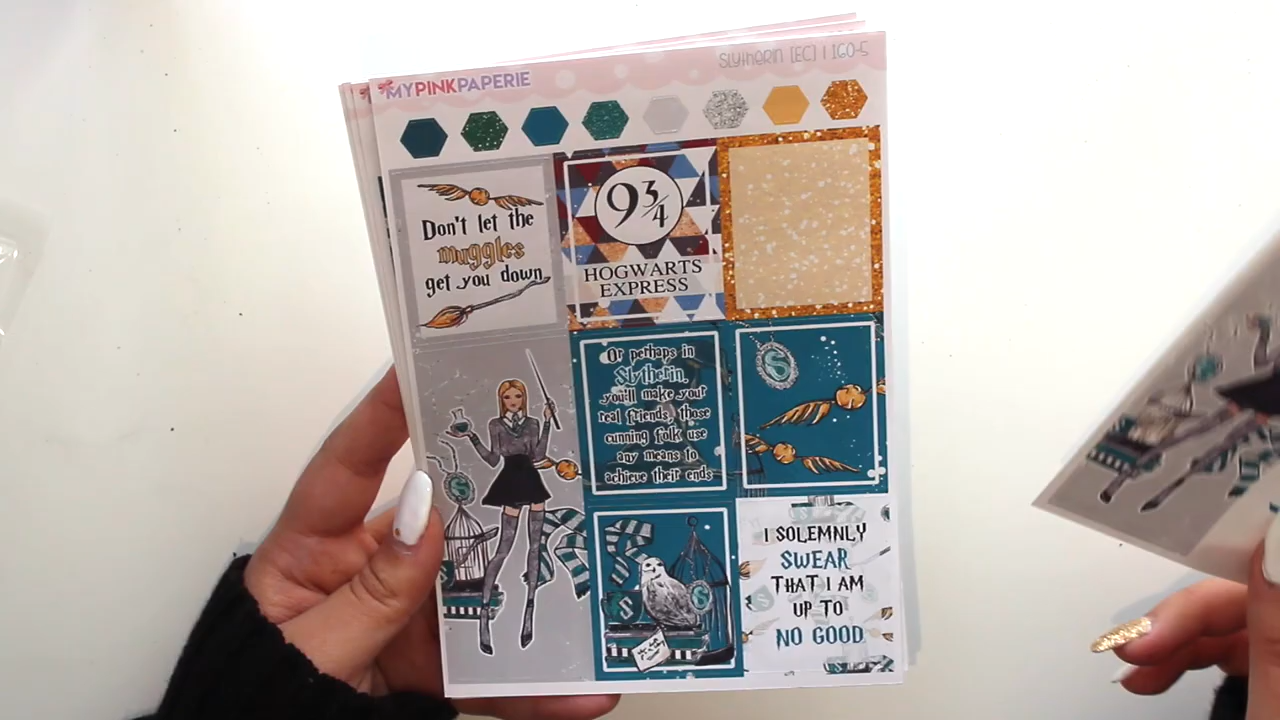 MYPINKPAPERIE
Slytherin [EC] | 160-5
Don't let the
muggles
get you down
9 3/4
HOGWARTS
EXPRESS
Or perhaps in
Slytherin,
you'll make your
real friends, those
cunning folk use
any means to
achieve their ends
S
S
S
S
I SOLEMNLY
SWEAR
THAT I AM
UP TO
NO GOOD